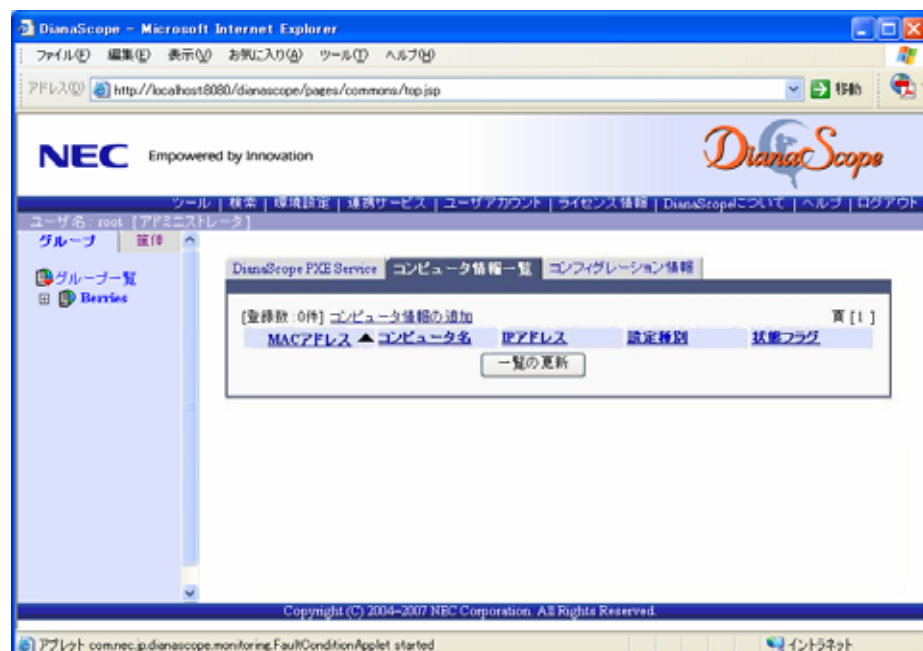 DianaScope - Microsoft Internet Explorer
ファイル(F) 編集(E) 表示(V) お気に入り(A) ツール(T) ヘルプ(H)
アドレス(D) http://localhost:8080/dianascope/pages/commons/top.jsp 移動
NEC Empowered by Innovation DianaScope
ツール | 検索 | 環境設定 | 連携サービス | ユーザアカウント | ライセンス情報 | DianaScopeについて | ヘルプ | ログアウト
ユーザ名: root [アドミニストレータ]
グループ 筐体
グループ一覧
Berries
DianaScope PXE Service コンピュータ情報一覧 コンフィグレーション情報
[登録数 :0件] コンピュータ情報の追加 頁 [1 ]
MACアドレス ▲ コンピュータ名 IPアドレス 設定種別 状態フラグ
一覧の更新
Copyright (C) 2004-2007 NEC Corporation. All Rights Reserved.
アプレット com.nec.jp.dianascope.monitoring.FaultConditionApplet started イントラネット